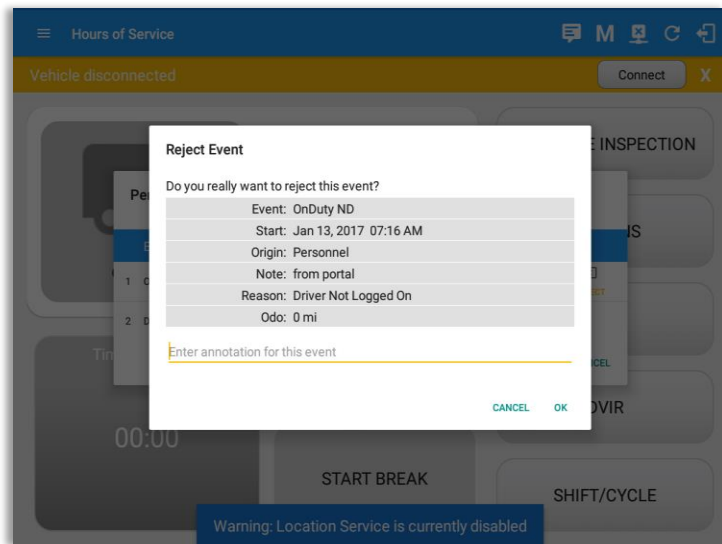 Hours of Service
M
Vehicle disconnected
Connect
X
INSPECTION
Reject Event
Do you really want to reject this event?
Event: OnDuty ND
Start: Jan 13, 2017 07:16 AM
Origin: Personnel
Note: from portal
Reason: Driver Not Logged On
Odo: 0 mi
Enter annotation for this event
CANCEL
OK
1
2
00:00
START BREAK
SHIFT/CYCLE
Warning: Location Service is currently disabled